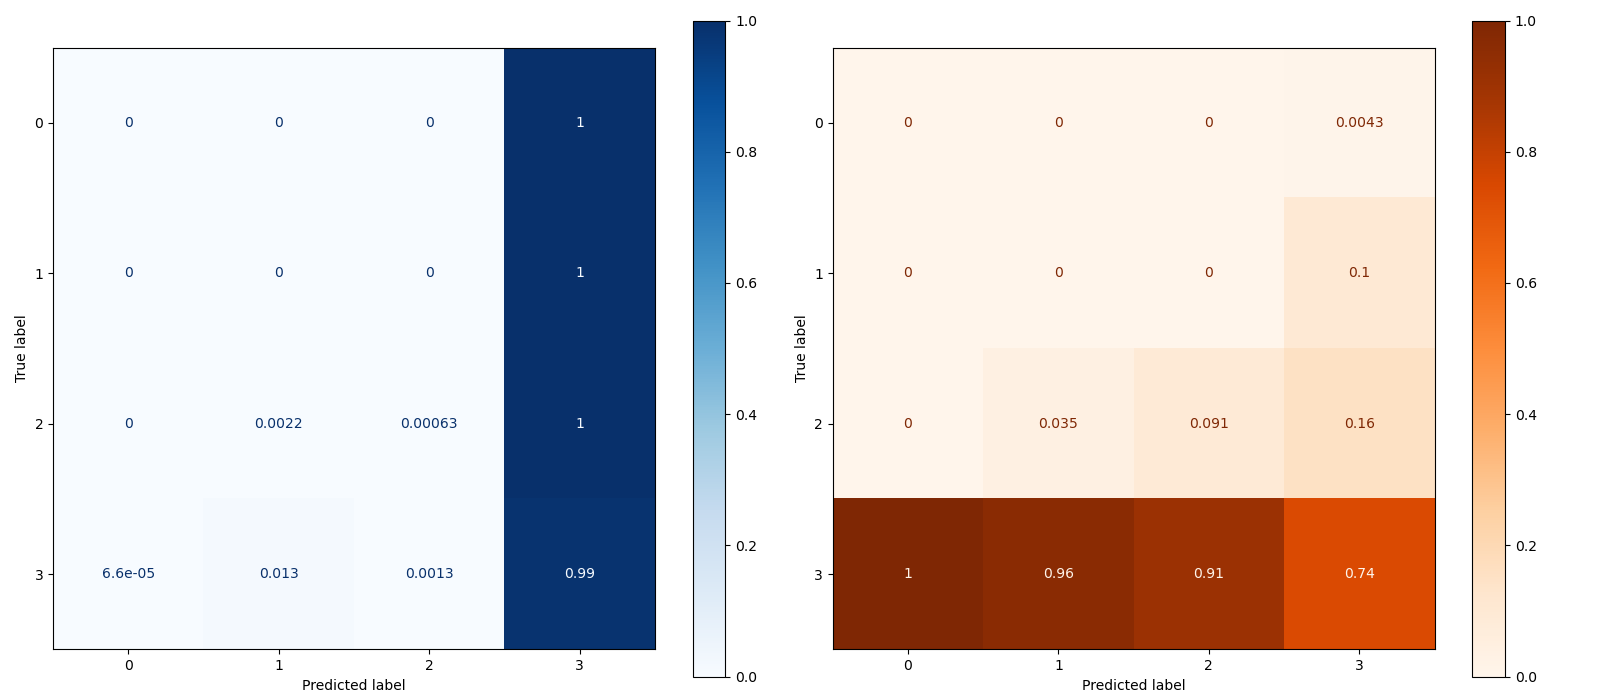 1.0
0.8
0.6
0.4
0.2
0.0
0 0 0 0 1
1 0 0 0 1
2 0 0.0022 0.00063 1
3 6.6e-05 0.013 0.0013 0.99
0 1 2 3
True label
Predicted label
1.0
0.8
0.6
0.4
0.2
0.0
0 0 0 0 0.0043
1 0 0 0 0.1
2 0 0.035 0.091 0.16
3 1 0.96 0.91 0.74
0 1 2 3
True label
Predicted label